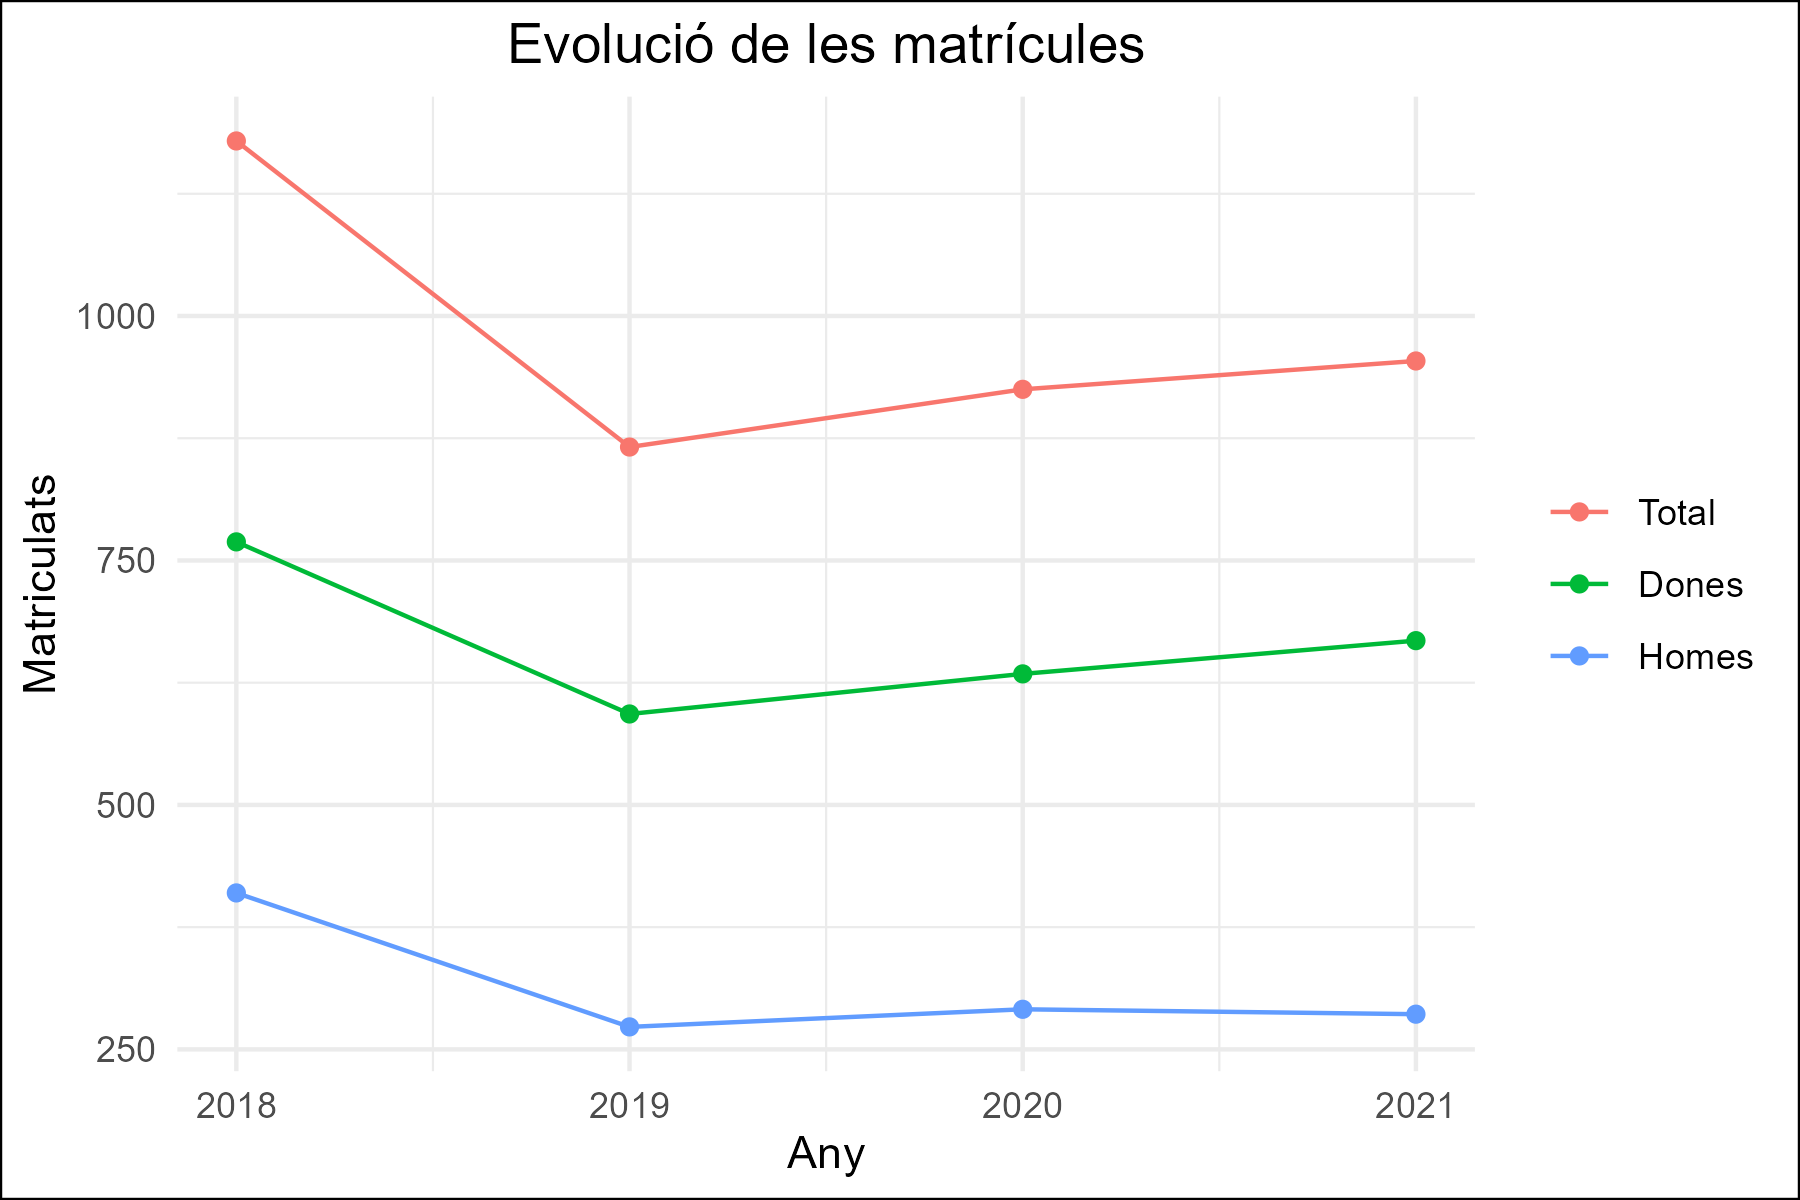 Evolució de les matrícules
Matriculats
1000
750
500
250
2018
2019
2020
2021
Any
Total
Dones
Homes